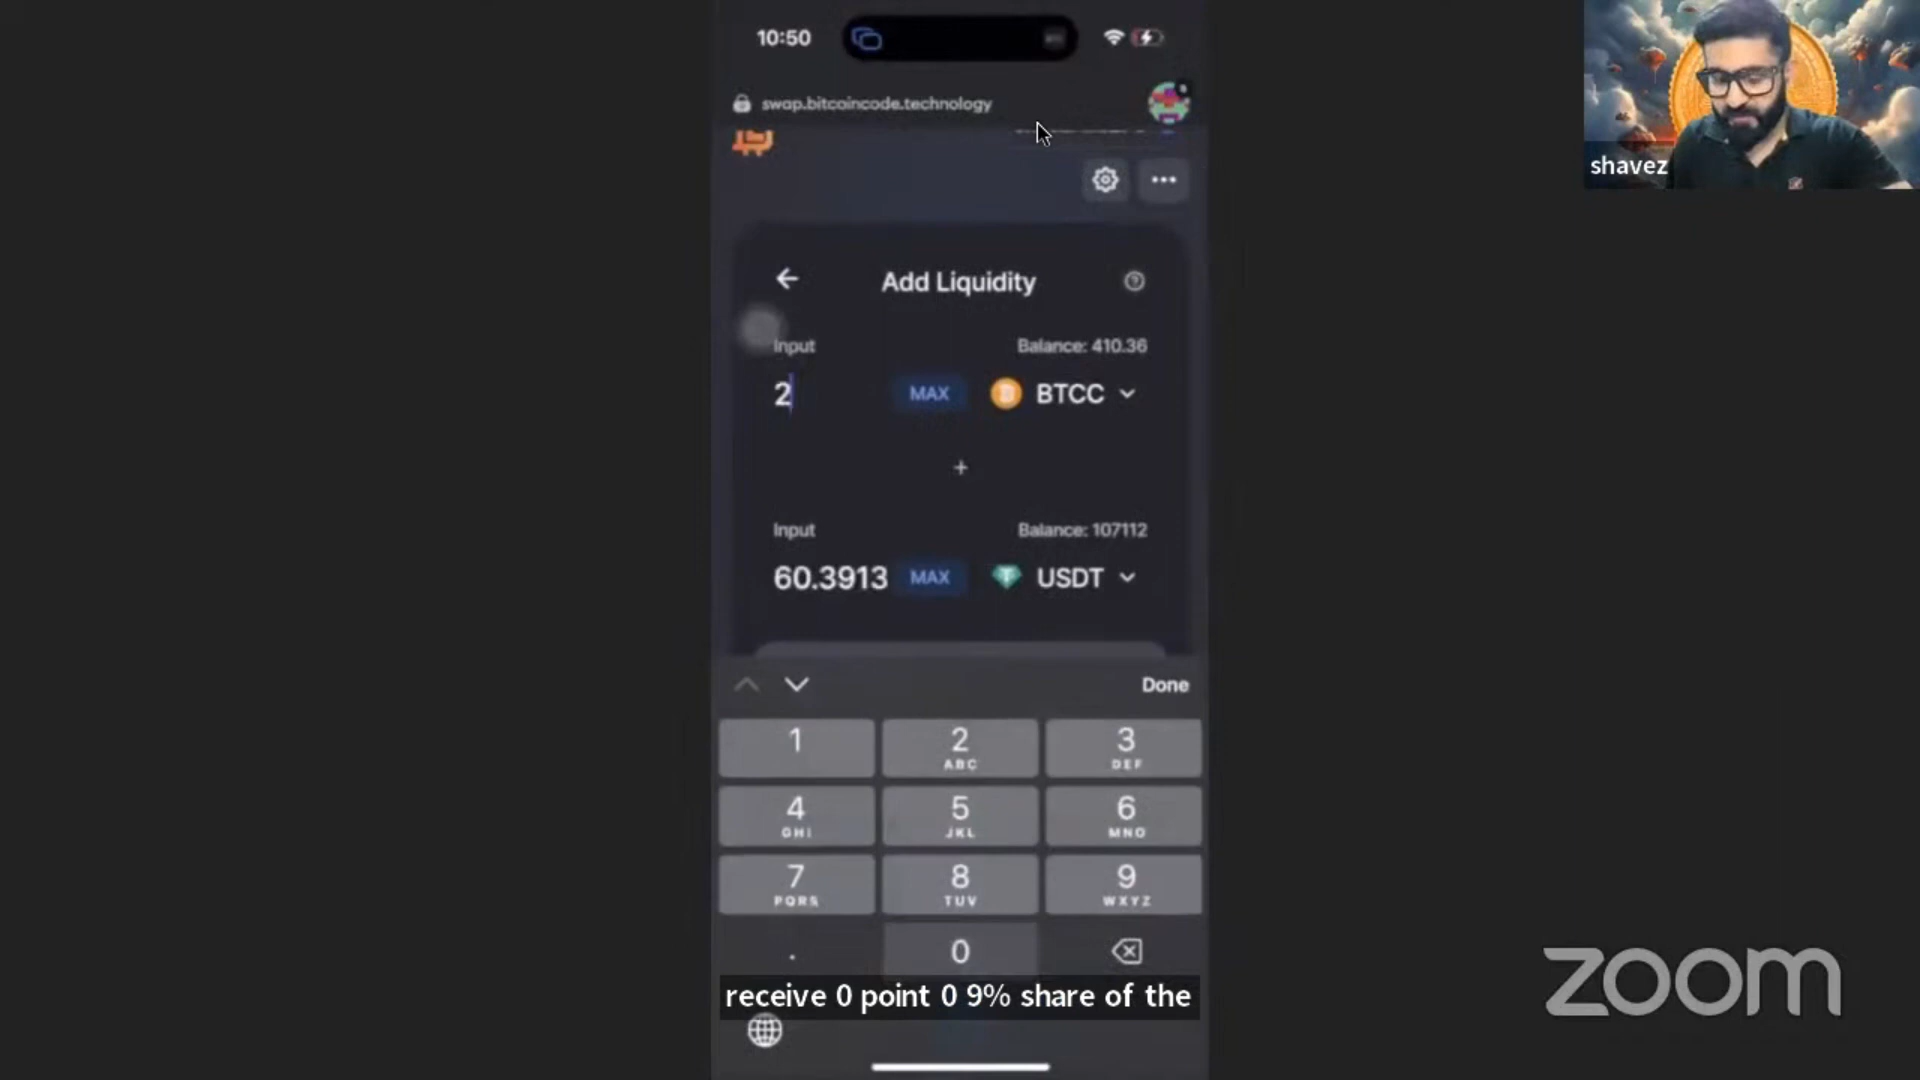 10:50
swap.bitcoincode.technology
shavez
Add Liquidity
Input Balance: 410.36
2 MAX BTCC
+
Input Balance: 107112
60.3913 MAX USDT
Done
1 2 3
ABC DEF
4 5 6
GHI JKL MNO
7 8 9
PQRS TUV WXYZ
. 0
receive 0 point 0 9% share of the
zoom